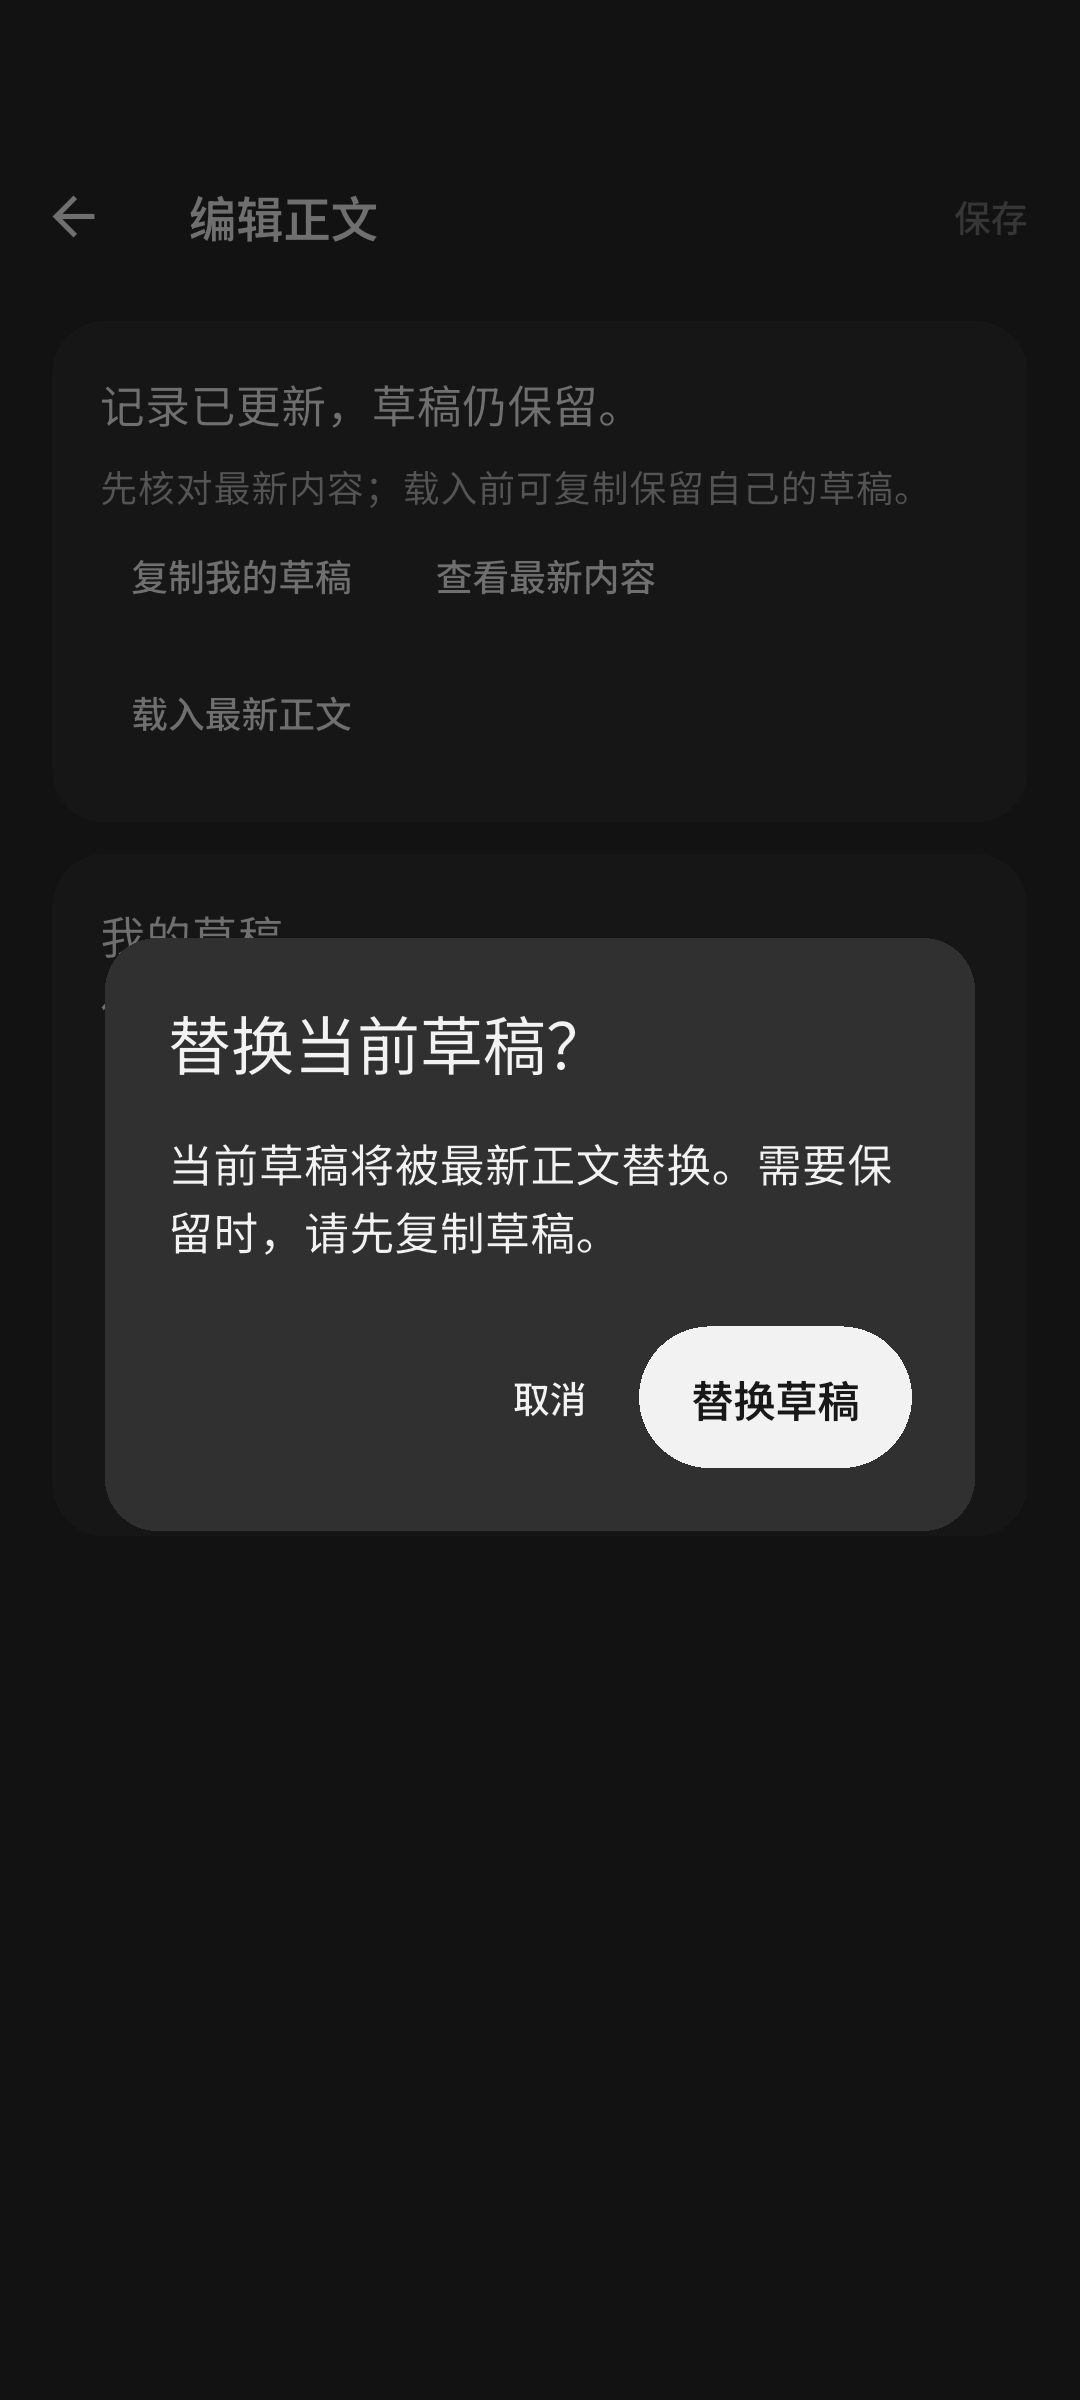 编辑正文
保存
记录已更新，草稿仍保留。
先核对最新内容；载入前可复制保留自己的草稿。
复制我的草稿
查看最新内容
载入最新正文
我的草稿
替换当前草稿？
当前草稿将被最新正文替换。需要保
留时，请先复制草稿。
取消
替换草稿